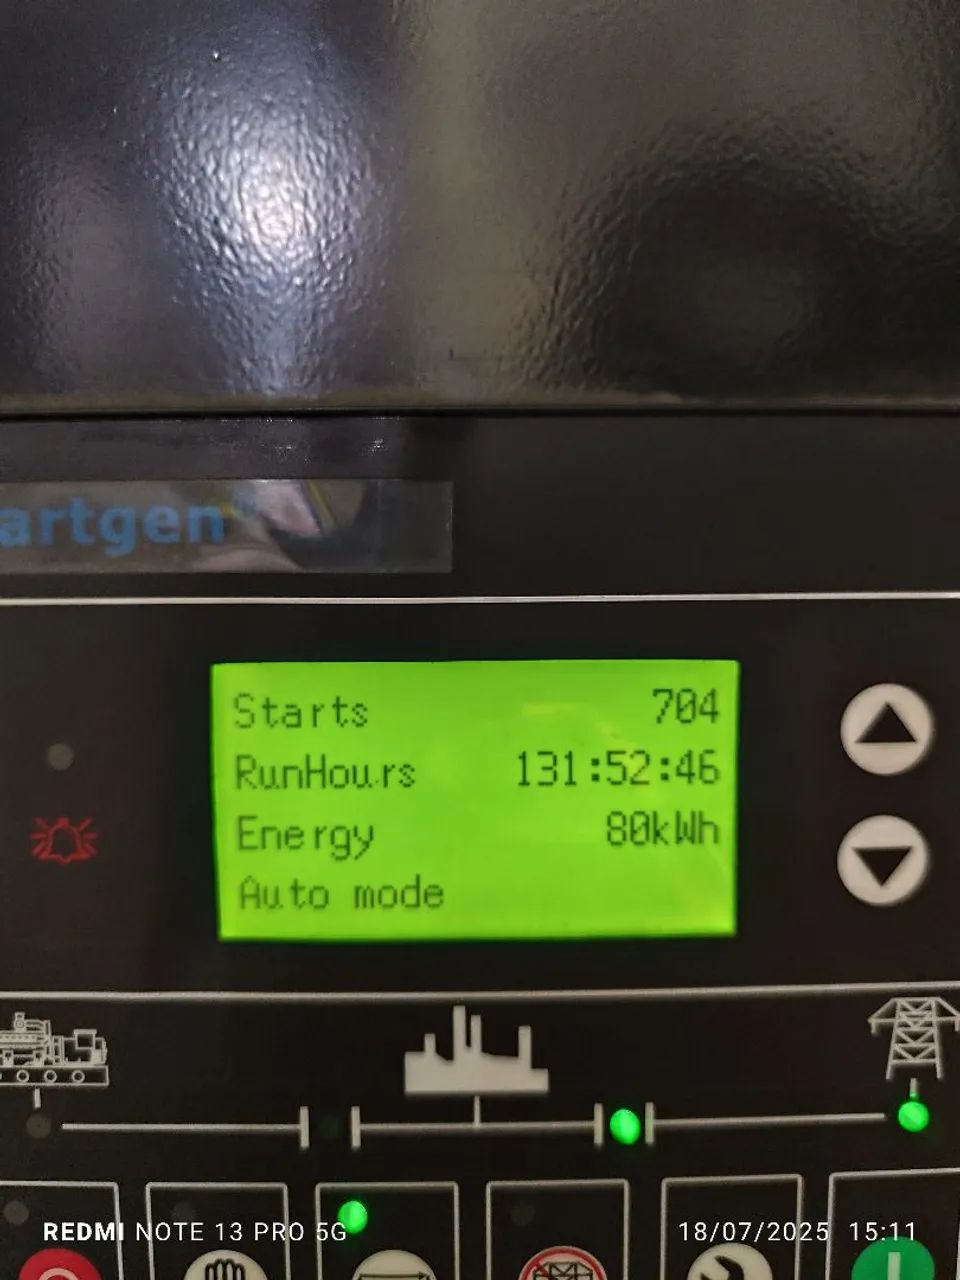 artgen
Starts 704
RunHours 131:52:46
Energy 80kWh
Auto mode
REDMI NOTE 13 PRO 5G 18/07/2025 15:11